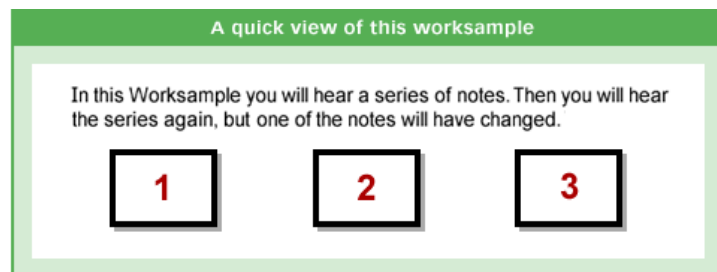 A quick view of this worksample
In this Worksample you will hear a series of notes. Then you will hear
the series again, but one of the notes will have changed.
1 2 3